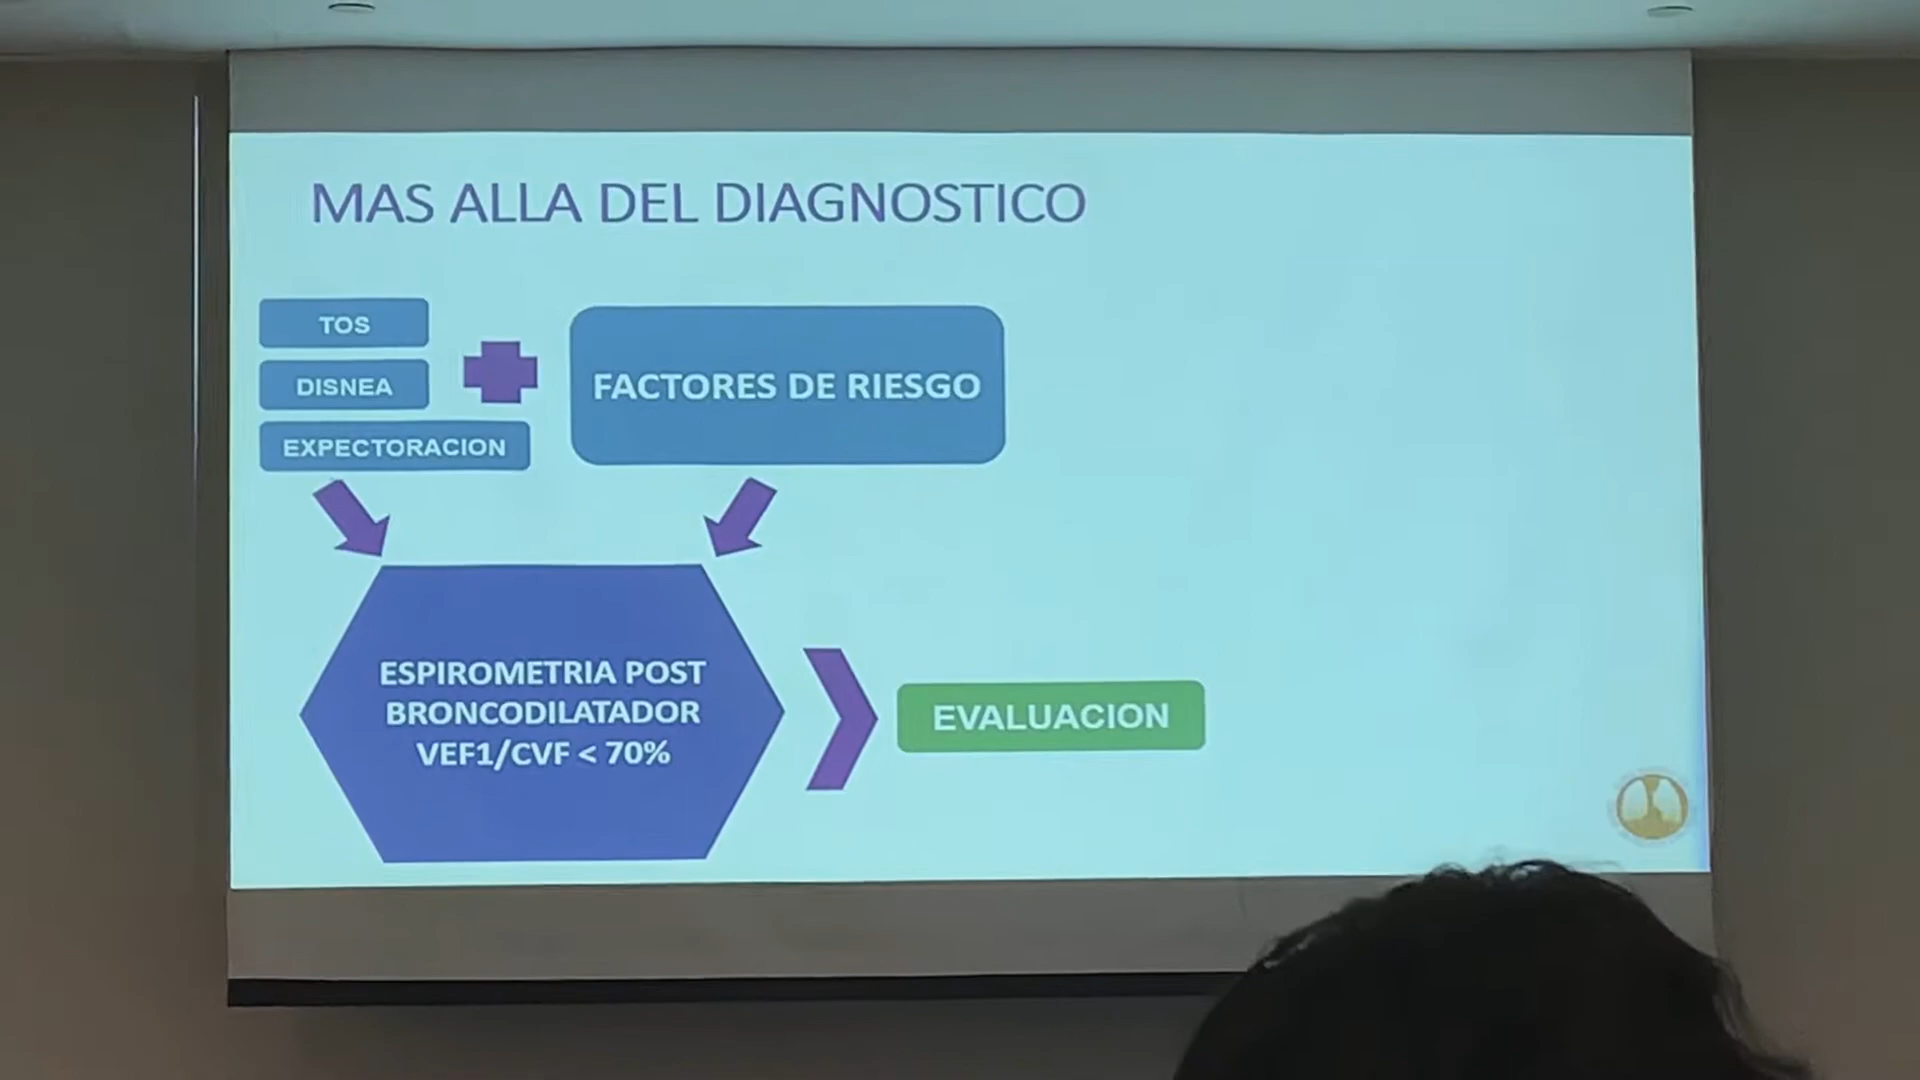 MAS ALLA DEL DIAGNOSTICO
TOS
DISNEA
EXPECTORACION
FACTORES DE RIESGO
ESPIROMETRIA POST
BRONCODILATADOR
VEF1/CVF < 70%
EVALUACION